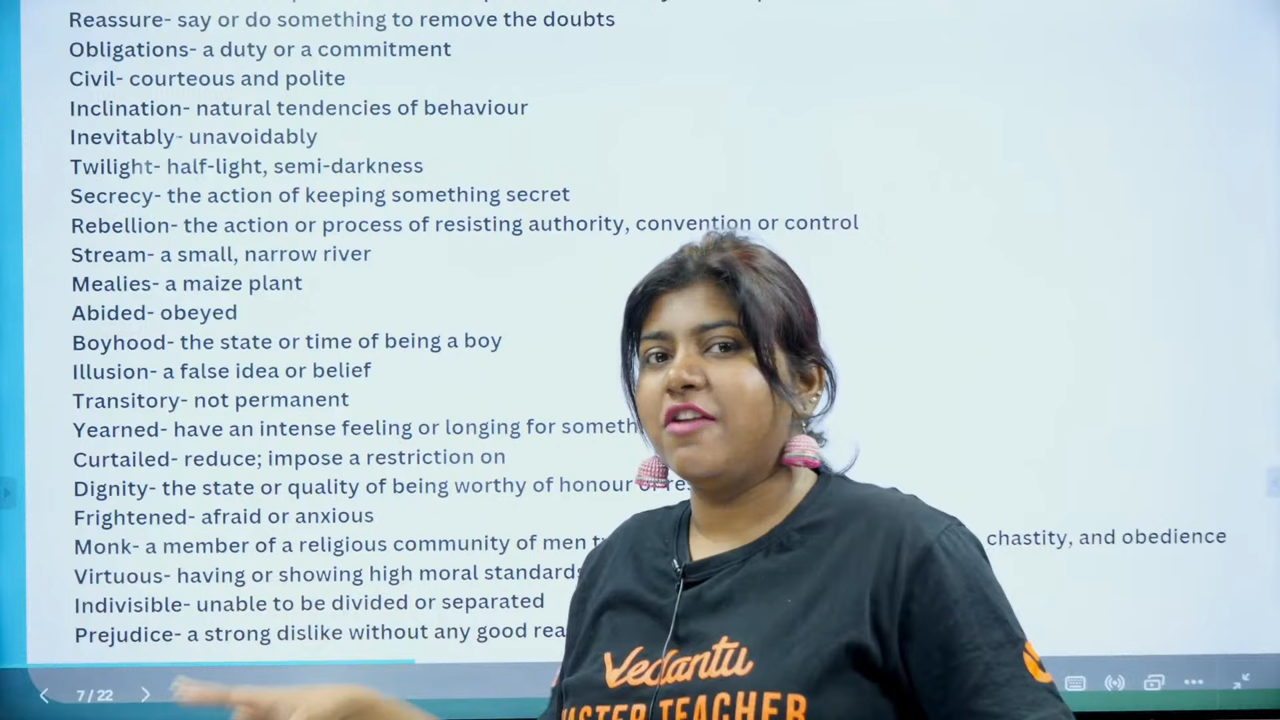 Reassure- say or do something to remove the doubts
Obligations- a duty or a commitment
Civil- courteous and polite
Inclination- natural tendencies of behaviour
Inevitably- unavoidably
Twilight- half-light, semi-darkness
Secrecy- the action of keeping something secret
Rebellion- the action or process of resisting authority, convention or control
Stream- a small, narrow river
Mealies- a maize plant
Abided- obeyed
Boyhood- the state or time of being a boy
Illusion- a false idea or belief
Transitory- not permanent
Yearned- have an intense feeling or longing for someth
Curtailed- reduce; impose a restriction on
Dignity- the state or quality of being worthy of honour or res
Frightened- afraid or anxious
Monk- a member of a religious community of men chastity, and obedience
Virtuous- having or showing high moral standards
Indivisible- unable to be divided or separated
Prejudice- a strong dislike without any good rea
7 / 22
Vedantu
MASTER TEACHER